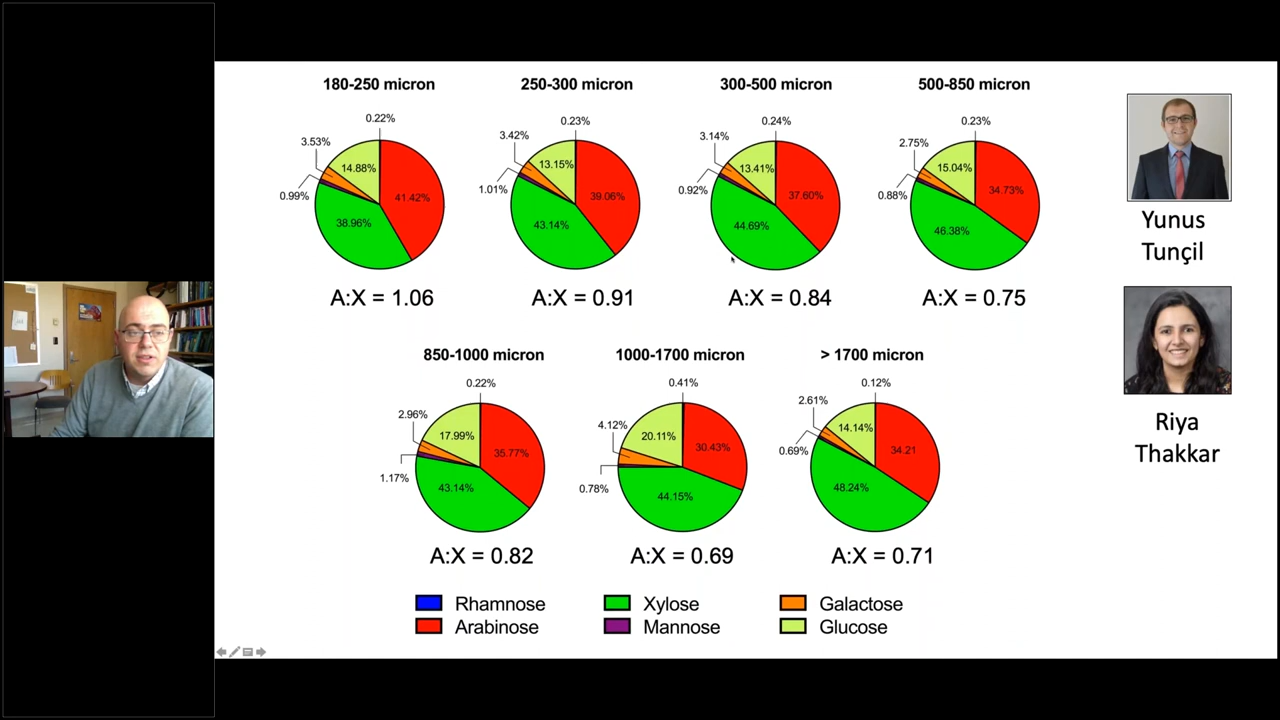 180-250 micron
250-300 micron
300-500 micron
500-850 micron
0.22%
3.53%
14.88%
0.99%
41.42%
38.96%
A:X = 1.06
0.23%
3.42%
13.15%
1.01%
39.06%
43.14%
A:X = 0.91
0.24%
3.14%
13.41%
0.92%
37.60%
44.69%
A:X = 0.84
0.23%
2.75%
15.04%
0.88%
34.73%
46.38%
A:X = 0.75
Yunus
Tunçil
Riya
Thakkar
850-1000 micron
1000-1700 micron
> 1700 micron
0.22%
2.96%
17.99%
1.17%
35.77%
43.14%
A:X = 0.82
0.41%
4.12%
20.11%
0.78%
30.43%
44.15%
A:X = 0.69
0.12%
2.61%
14.14%
0.69%
34.21
48.24%
A:X = 0.71
Rhamnose
Xylose
Galactose
Arabinose
Mannose
Glucose